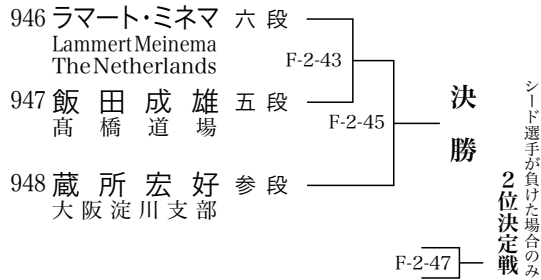 946 ラマート・ミネマ 六段
Lammert Meinema
The Netherlands
F-2-43
947 飯田成雄 五段
髙橋道場
F-2-45
決勝
948 蔵所宏好 参段
大阪淀川支部
シード選手が負けた場合のみ
2位決定戦
F-2-47